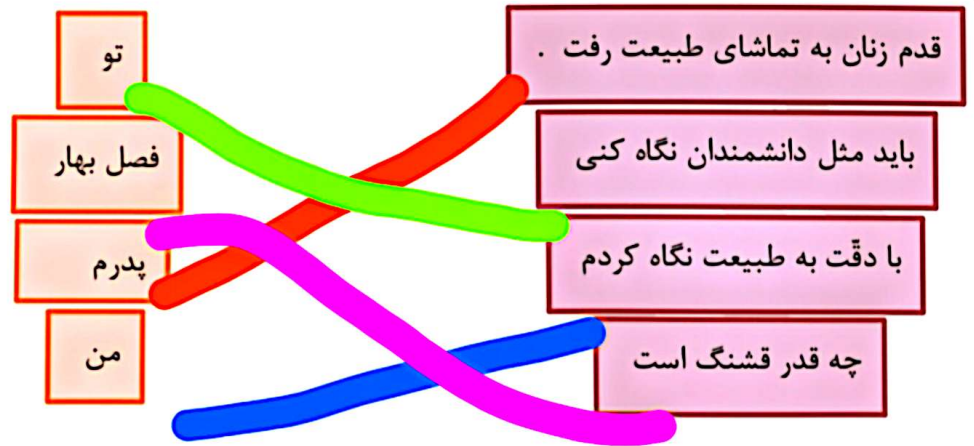 قدم زنان به تماشای طبیعت رفت .
باید مثل دانشمندان نگاه کنی
با دقّت به طبیعت نگاه کردم
چه قدر قشنگ است
تو
فصل بهار
پدرم
من